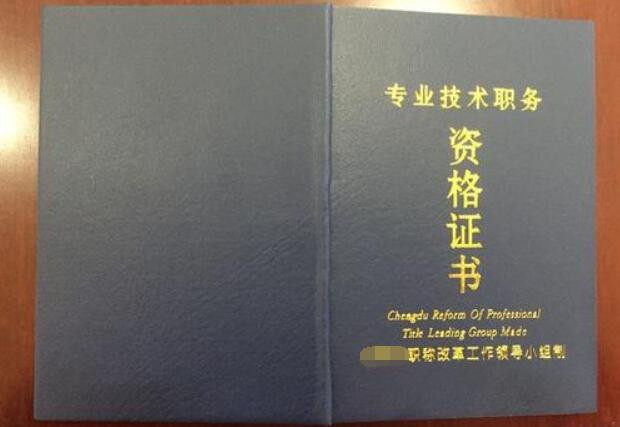 专业技术职务
资格证书
Chengdu Reform Of Professional
Title Leading Group Made
职称改革工作领导小组制